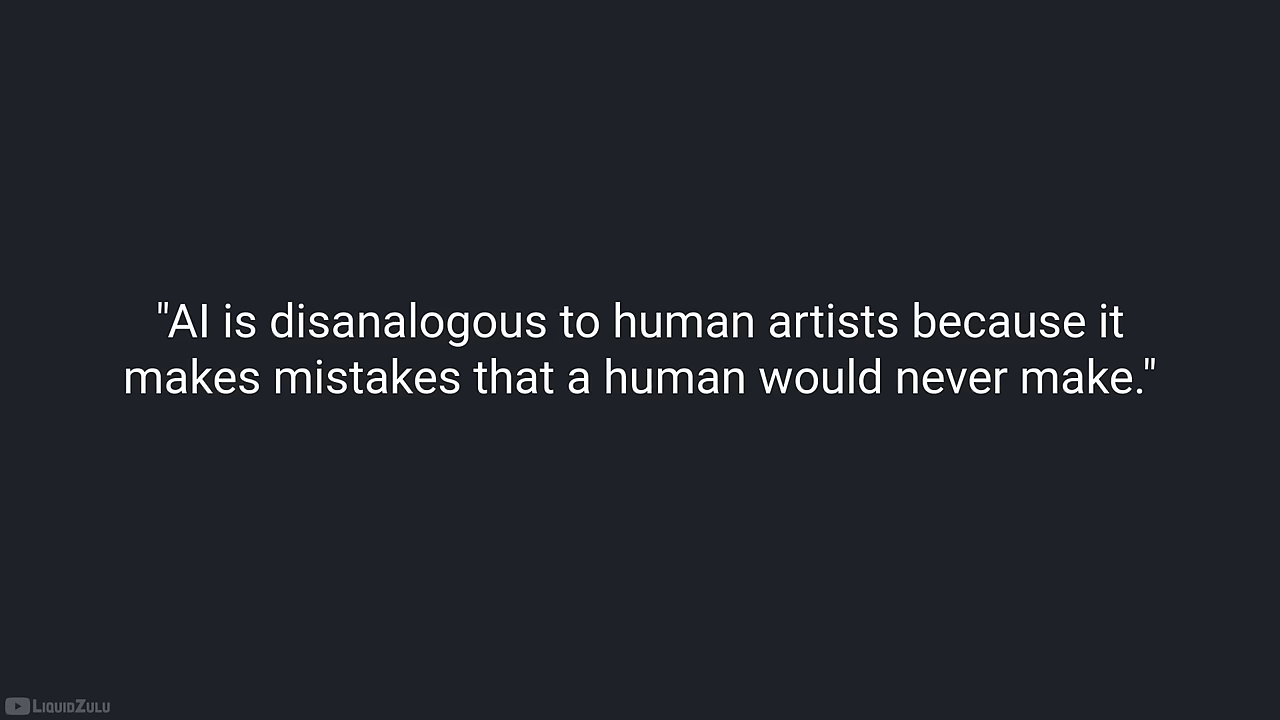 "AI is disanalogous to human artists because it
makes mistakes that a human would never make."
LiquidZulu